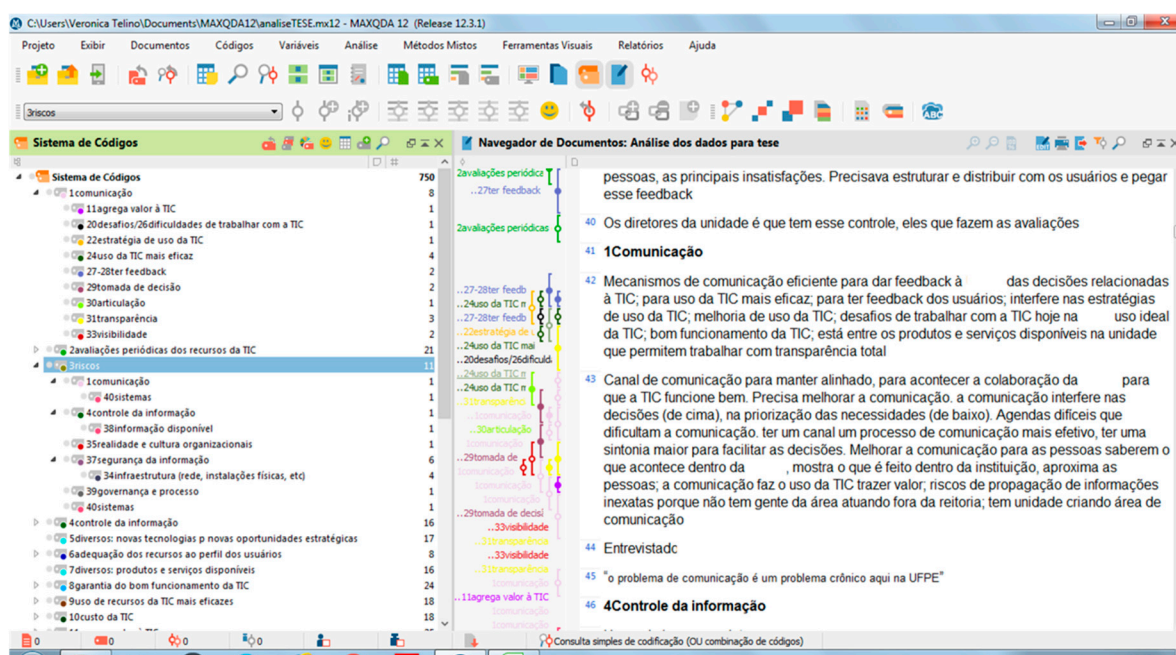 C:\Users\Veronica Telino\Documents\MAXQDA12\analiseTESE.mx12 - MAXQDA 12 (Release 12.3.1)
Projeto Exibir Documentos Códigos Variáveis Análise Métodos Mistos Ferramentas Visuais Relatórios Ajuda
3riscos
ABC
Sistema de Códigos
Sistema de Códigos 750
1comunicação 8
11agrega valor à TIC 1
20desafios/26dificuldades de trabalhar com a TIC 1
22estratégia de uso da TIC 1
24uso da TIC mais eficaz 4
27-28ter feedback 2
29tomada de decisão 2
30articulação 1
31transparência 3
33visibilidade 2
2avaliações periódicas dos recursos da TIC 21
3riscos 11
1comunicação 1
40sistemas 1
4controle da informação 1
38informação disponível 1
35realidade e cultura organizacionais 1
37segurança da informação 6
34infraestrutura (rede, instalações físicas, etc) 4
39governança e processo 1
40sistemas 1
4controle da informação 16
5diversos: novas tecnologias p novas oportunidades estratégicas 17
6adequação dos recursos ao perfil dos usuários 8
7diversos: produtos e serviços disponíveis 16
8garantia do bom funcionamento da TIC 24
9uso de recursos da TIC mais eficazes 18
10custo da TIC 18
Navegador de Documentos: Análise dos dados para tese
2avaliações periódica
..27ter feedback
2avaliações periódicas
..27-28ter feedb
..24uso da TIC n
..27-28ter feedb
..22estratégia de
..24uso da TIC mai
..20desafios/26dificuld
..24uso da TIC n
..24uso da TIC n
..31transparênci
..1comunicação
..30articulação
1comunicação
..29tomada de
1comunicação
1comunicação
1comunicação
..29tomada de decisi
..33visibilidade
..31transparência
..33visibilidade
..31transparência
1comunicação
..11agrega valor à TIC
1comunicação
1comunicação
pessoas, as principais insatisfações. Precisava estruturar e distribuir com os usuários e pegar
esse feedback
40 Os diretores da unidade é que tem esse controle, eles que fazem as avaliações
41 1Comunicação
42 Mecanismos de comunicação eficiente para dar feedback à das decisões relacionadas
à TIC; para uso da TIC mais eficaz; para ter feedback dos usuários; interfere nas estratégias
de uso da TIC; melhoria de uso da TIC; desafios de trabalhar com a TIC hoje na uso ideal
da TIC; bom funcionamento da TIC; está entre os produtos e serviços disponíveis na unidade
que permitem trabalhar com transparência total
43 Canal de comunicação para manter alinhado, para acontecer a colaboração da para
que a TIC funcione bem. Precisa melhorar a comunicação. a comunicação interfere nas
decisões (de cima), na priorização das necessidades (de baixo). Agendas difíceis que
dificultam a comunicação. ter um canal um processo de comunicação mais efetivo, ter uma
sintonia maior para facilitar as decisões. Melhorar a comunicação para as pessoas saberem o
que acontece dentro da , mostra o que é feito dentro da instituição, aproxima as
pessoas; a comunicação faz o uso da TIC trazer valor; riscos de propagação de informações
inexatas porque não tem gente da área atuando fora da reitoria; tem unidade criando área de
comunicação
44 Entrevistado
45 "o problema de comunicação é um problema crônico aqui na UFPE"
46 4Controle da informação
0 0 0 0
Consulta simples de codificação (OU combinação de códigos)